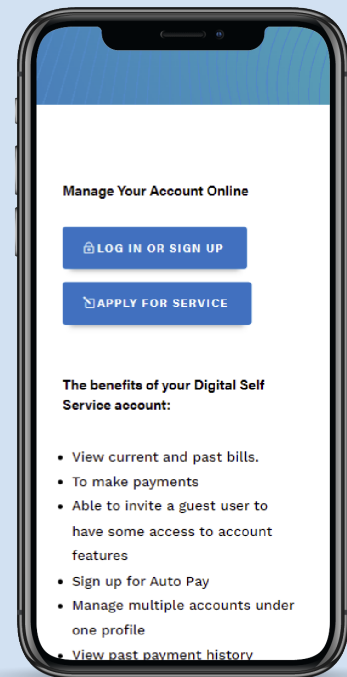 Manage Your Account Online
LOG IN OR SIGN UP
APPLY FOR SERVICE
The benefits of your Digital Self
Service account:
• View current and past bills.
• To make payments
• Able to invite a guest user to
have some access to account
features
• Sign up for Auto Pay
• Manage multiple accounts under
one profile
• View past payment history